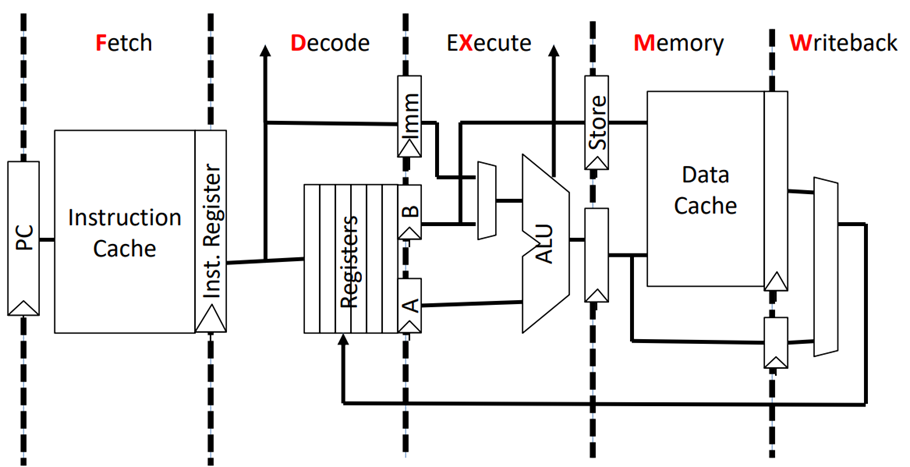 Fetch
Decode
EXecute
Memory
Writeback
PC
Instruction
Cache
Inst. Register
Registers
Imm
B
A
ALU
Store
Data
Cache